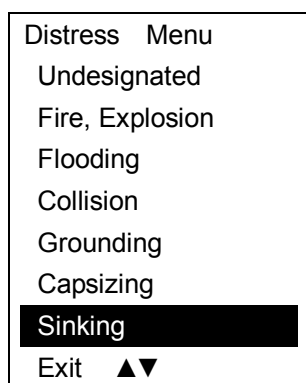 Distress Menu
Undesignated
Fire, Explosion
Flooding
Collision
Grounding
Capsizing
Sinking
Exit ▲▼